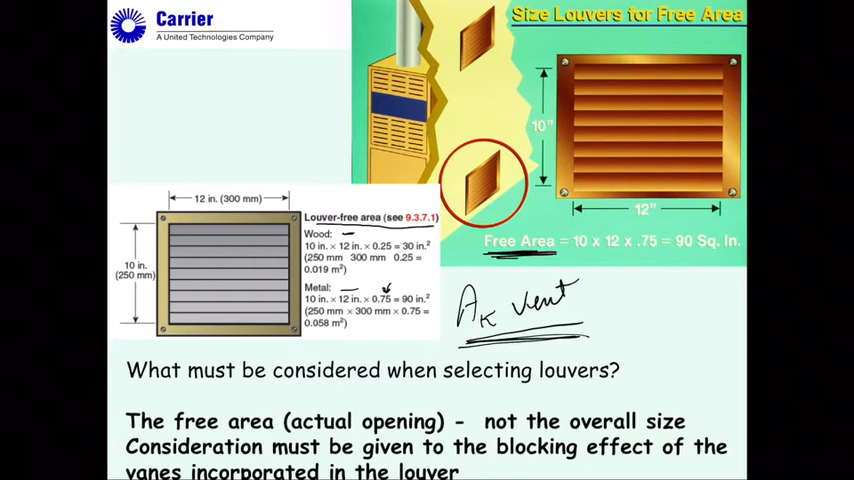 Carrier
A United Technologies Company
Size Louvers for Free Area
10"
12"
Free Area = 10 x 12 x .75 = 90 Sq. In.
12 in. (300 mm)
10 in.
(250 mm)
Louver-free area (see 9.3.7.1)
Wood:
10 in. × 12 in. × 0.25 = 30 in.²
(250 mm 300 mm 0.25 =
0.019 m²)
Metal:
10 in. × 12 in. × 0.75 = 90 in.²
(250 mm × 300 mm × 0.75 =
0.058 m²)
AK vent
What must be considered when selecting louvers?
The free area (actual opening) - not the overall size
Consideration must be given to the blocking effect of the
vanes incorporated in the louver